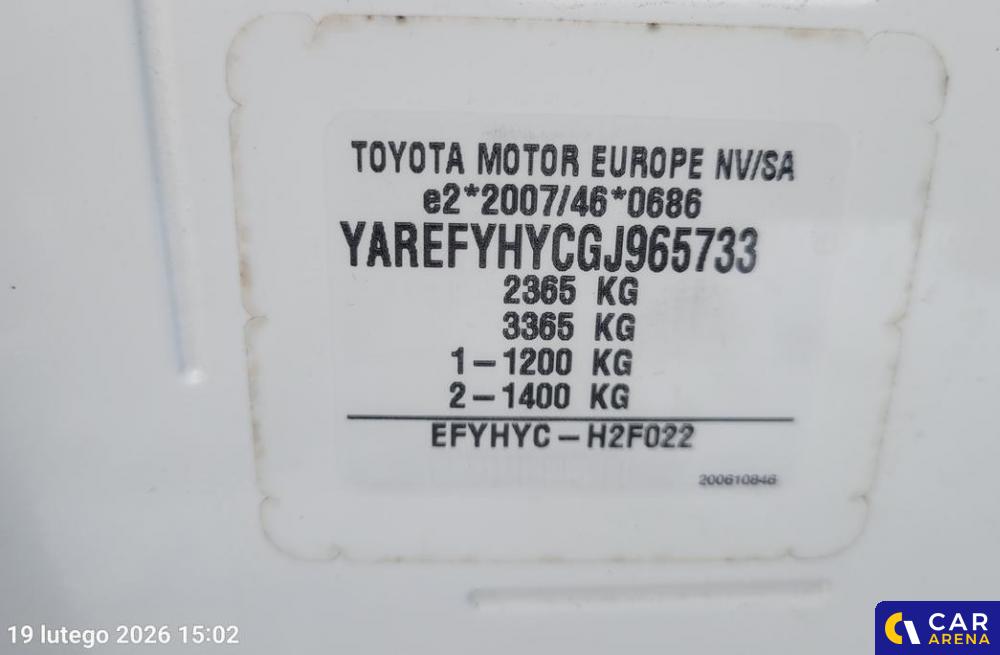 TOYOTA MOTOR EUROPE NV/SA
e2*2007/46*0686
YAREFYHYCGJ965733
2365 KG
3365 KG
1-1200 KG
2-1400 KG
EFYHYC-H2F022
200610846
19 lutego 2026 15:02
CAR
ARENA